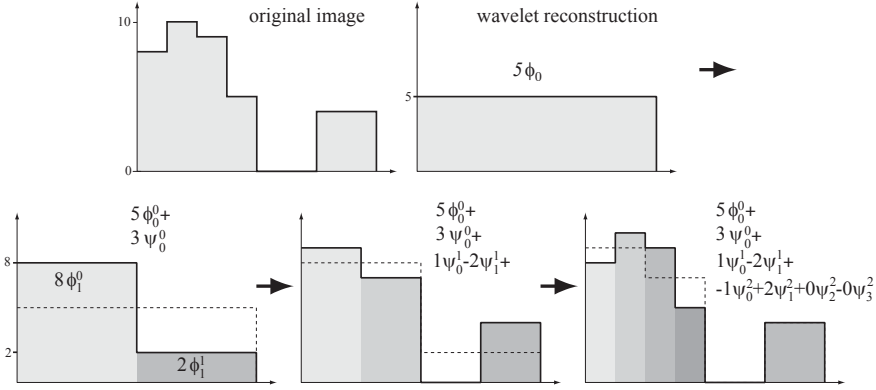 original image
wavelet reconstruction
10
0
5
5ϕ₀
8
2
8ϕ₁⁰
2ϕ₁¹
5ϕ₀⁰+
3ψ₀⁰
5ϕ₀⁰+
3ψ₀⁰+
1ψ₀¹-2ψ₁¹+
5ϕ₀⁰+
3ψ₀⁰+
1ψ₀¹-2ψ₁¹+
-1ψ₀²+2ψ₁²+0ψ₂²-0ψ₃²